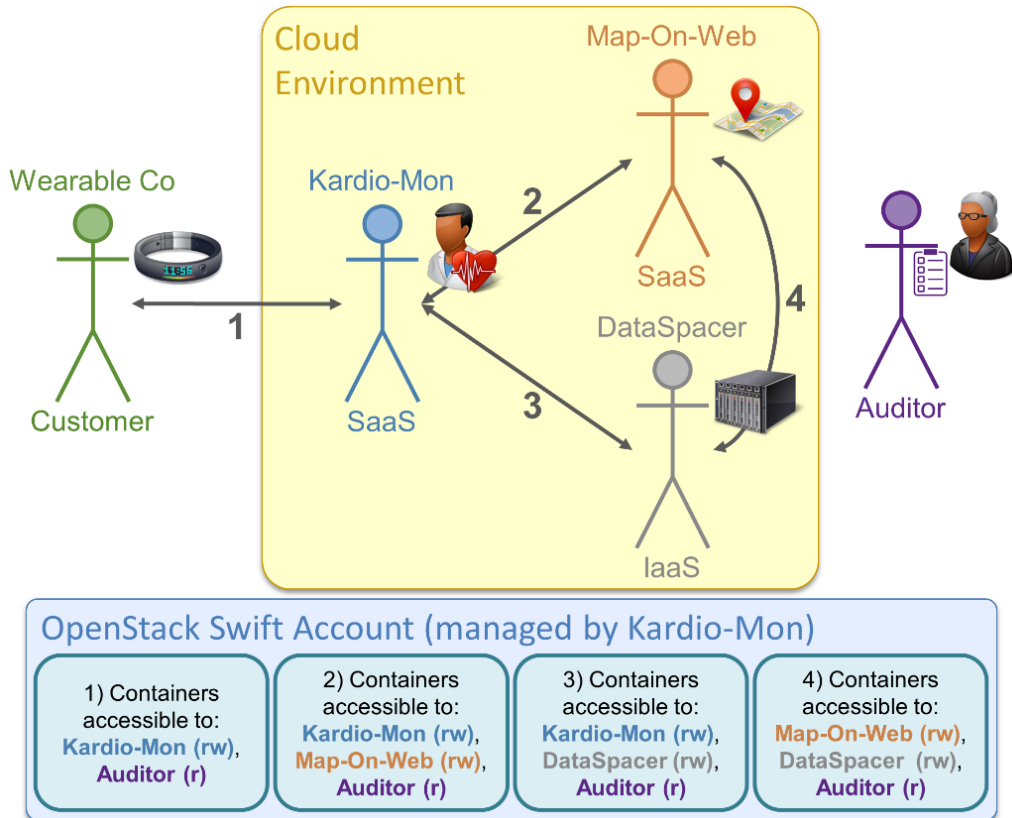 Cloud
Environment
Map-On-Web
Wearable Co
Kardio-Mon
11:56
1
2
SaaS
DataSpacer
4
3
Customer
SaaS
Auditor
IaaS
OpenStack Swift Account (managed by Kardio-Mon)
1) Containers
accessible to:
Kardio-Mon (rw),
Auditor (r)
2) Containers
accessible to:
Kardio-Mon (rw),
Map-On-Web (rw),
Auditor (r)
3) Containers
accessible to:
Kardio-Mon (rw),
DataSpacer (rw),
Auditor (r)
4) Containers
accessible to:
Map-On-Web (rw),
DataSpacer (rw),
Auditor (r)